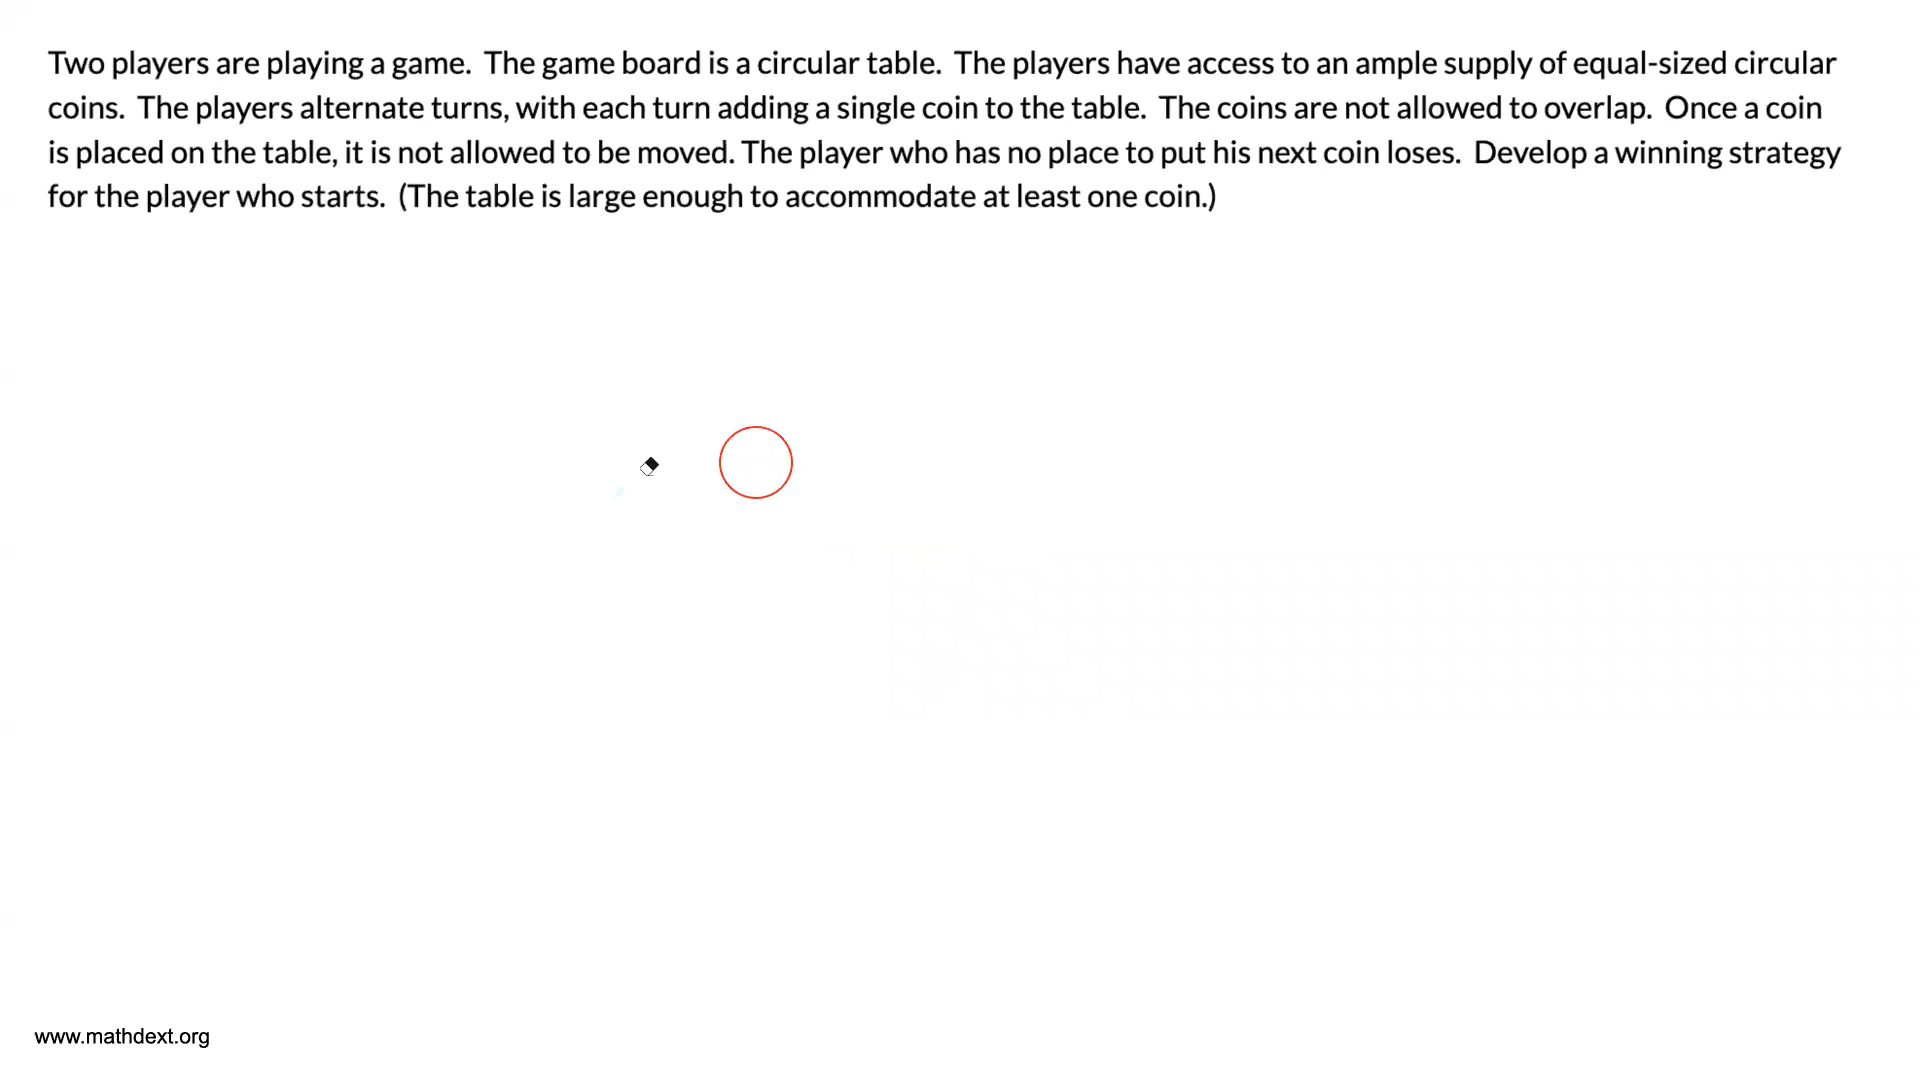 Two players are playing a game. The game board is a circular table. The players have access to an ample supply of equal-sized circular
coins. The players alternate turns, with each turn adding a single coin to the table. The coins are not allowed to overlap. Once a coin
is placed on the table, it is not allowed to be moved. The player who has no place to put his next coin loses. Develop a winning strategy
for the player who starts. (The table is large enough to accommodate at least one coin.)
www.mathdext.org